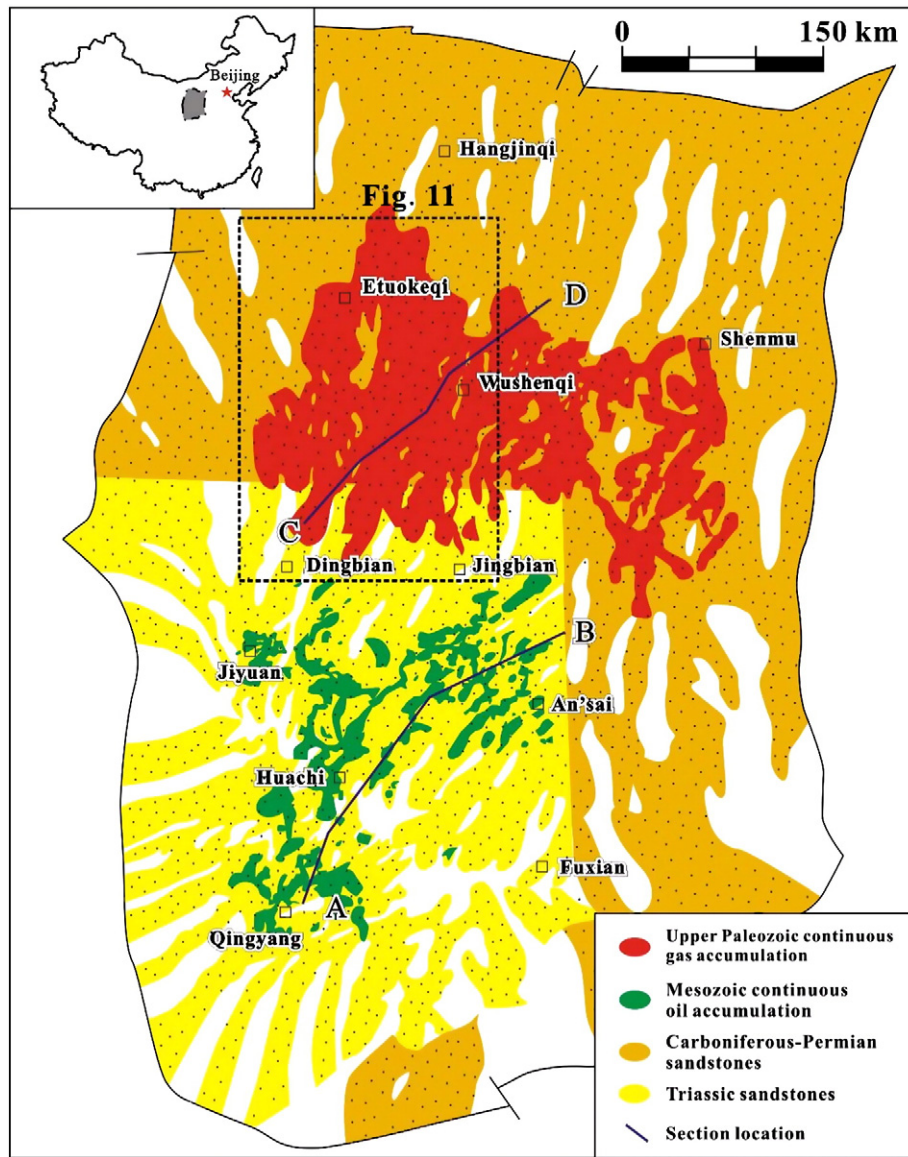 0 150 km
Beijing
Hangjinqi
Fig. 11
Etuokeqi
D
Shenmu
Wushenqi
C
Dingbian
Jingbian
B
Jiyuan
An'sai
Huachi
Fuxian
A
Qingyang
Upper Paleozoic continuous
gas accumulation
Mesozoic continuous
oil accumulation
Carboniferous-Permian
sandstones
Triassic sandstones
Section location